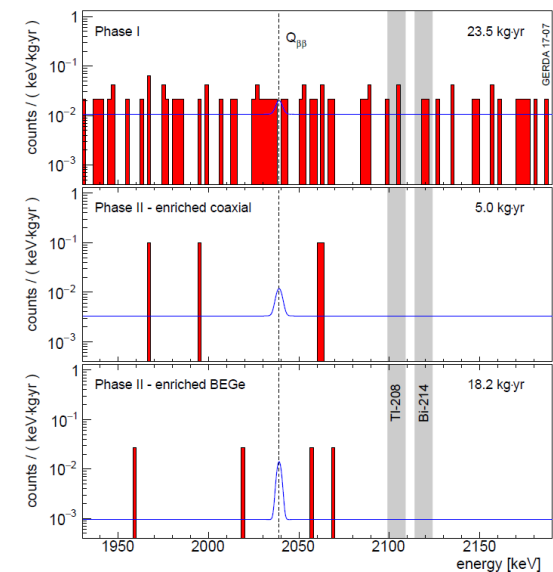 Phase I
Qββ
23.5 kg·yr
GERDA 17-07
counts / ( keV·kg·yr )
1
10⁻¹
10⁻²
10⁻³
Phase II - enriched coaxial
5.0 kg·yr
counts / ( keV·kg·yr )
1
10⁻¹
10⁻²
10⁻³
Phase II - enriched BEGe
18.2 kg·yr
Tl-208
Bi-214
counts / ( keV·kg·yr )
1
10⁻¹
10⁻²
10⁻³
1950 2000 2050 2100 2150
energy [keV]